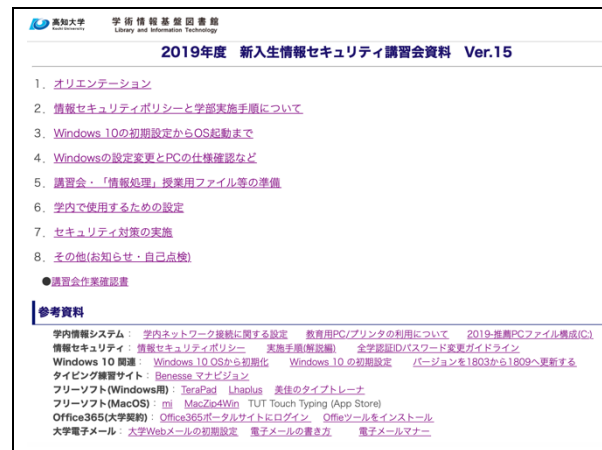 高知大学 学術情報基盤図書館
Kochi University Library and Information Technology
2019年度 新入生情報セキュリティ講習会資料 Ver.15
1. オリエンテーション
2. 情報セキュリティポリシーと学部実施手順について
3. Windows 10の初期設定からOS起動まで
4. Windowsの設定変更とPCの仕様確認など
5. 講習会・「情報処理」授業用ファイル等の準備
6. 学内で使用するための設定
7. セキュリティ対策の実施
8. その他(お知らせ・自己点検)
●講習会作業確認書
参考資料
学内情報システム: 学内ネットワーク接続に関する設定 教育用PC/プリンタの利用について 2019-推薦PCファイル構成(C)
情報セキュリティ: 情報セキュリティポリシー 実施手順(解説編) 全学認証IDパスワード変更ガイドライン
Windows 10 関連: Windows 10 OSから初期化 Windows 10 の初期設定 バージョンを1803から1809へ更新する
タイピング練習サイト: Benesse マナビジョン
フリーソフト(Windows用): TeraPad Lhaplus 美佳のタイプトレーナ
フリーソフト(MacOS): mi MacZip4Win TUT Touch Typing (App Store)
Office365(大学契約): Office365ポータルサイトにログイン Offieツールをインストール
大学電子メール: 大学Webメールの初期設定 電子メールの書き方 電子メールマナー